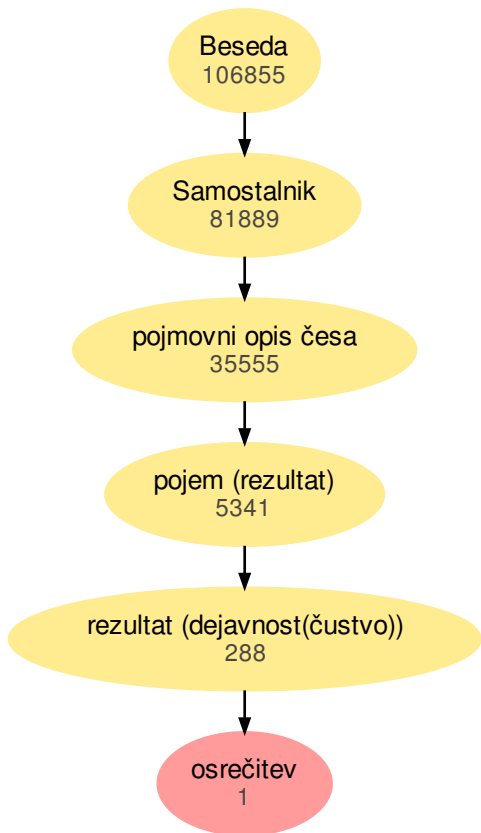 Beseda
106855
Samostalnik
81889
pojmovni opis česa
35555
pojem (rezultat)
5341
rezultat (dejavnost(čustvo))
288
osrečitev
1